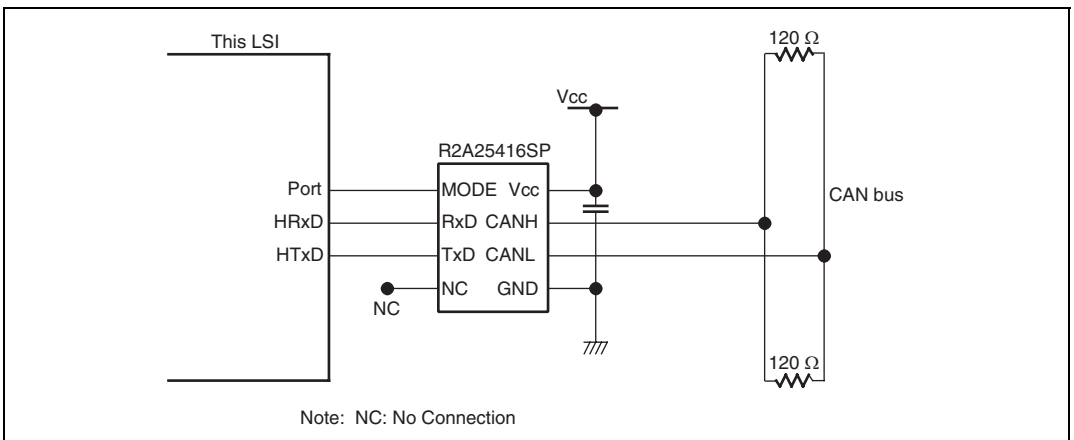 This LSI
120 Ω
Vcc
R2A25416SP
Port
MODE Vcc
CAN bus
HRxD
RxD CANH
HTxD
TxD CANL
NC GND
NC
120 Ω
Note: NC: No Connection